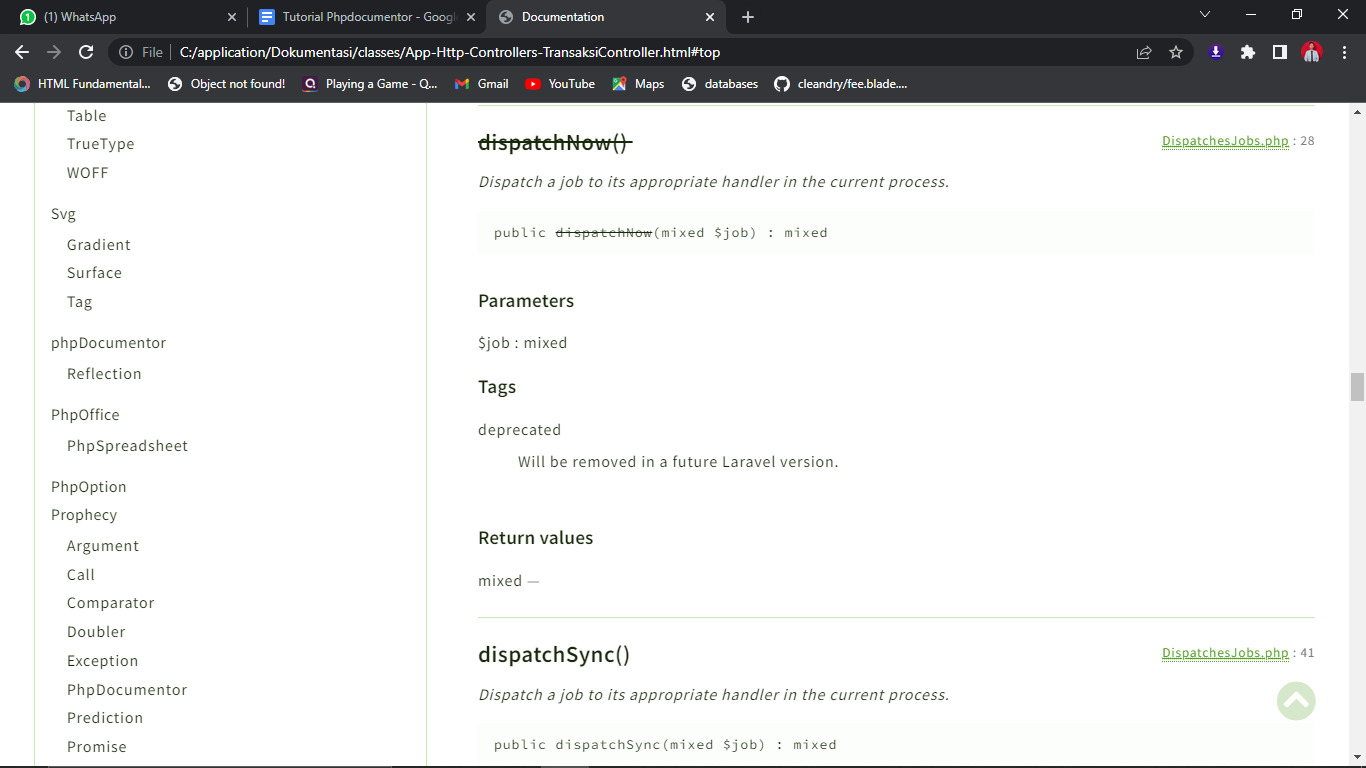 (1) WhatsApp
Tutorial Phpdocumentor - Google
Documentation
File
C:/application/Dokumentasi/classes/App-Http-Controllers-TransaksiController.html#top
HTML Fundamental...
Object not found!
Playing a Game - Q...
Gmail
YouTube
Maps
databases
cleandry/fee.blade....
Table
TrueType
WOFF
Svg
Gradient
Surface
Tag
phpDocumentor
Reflection
PhpOffice
PhpSpreadsheet
PhpOption
Prophecy
Argument
Call
Comparator
Doubler
Exception
PhpDocumentor
Prediction
Promise
dispatchNow()
DispatchesJobs.php : 28
Dispatch a job to its appropriate handler in the current process.
public dispatchNow(mixed $job) : mixed
Parameters
$job : mixed
Tags
deprecated
Will be removed in a future Laravel version.
Return values
mixed —
dispatchSync()
DispatchesJobs.php : 41
Dispatch a job to its appropriate handler in the current process.
public dispatchSync(mixed $job) : mixed